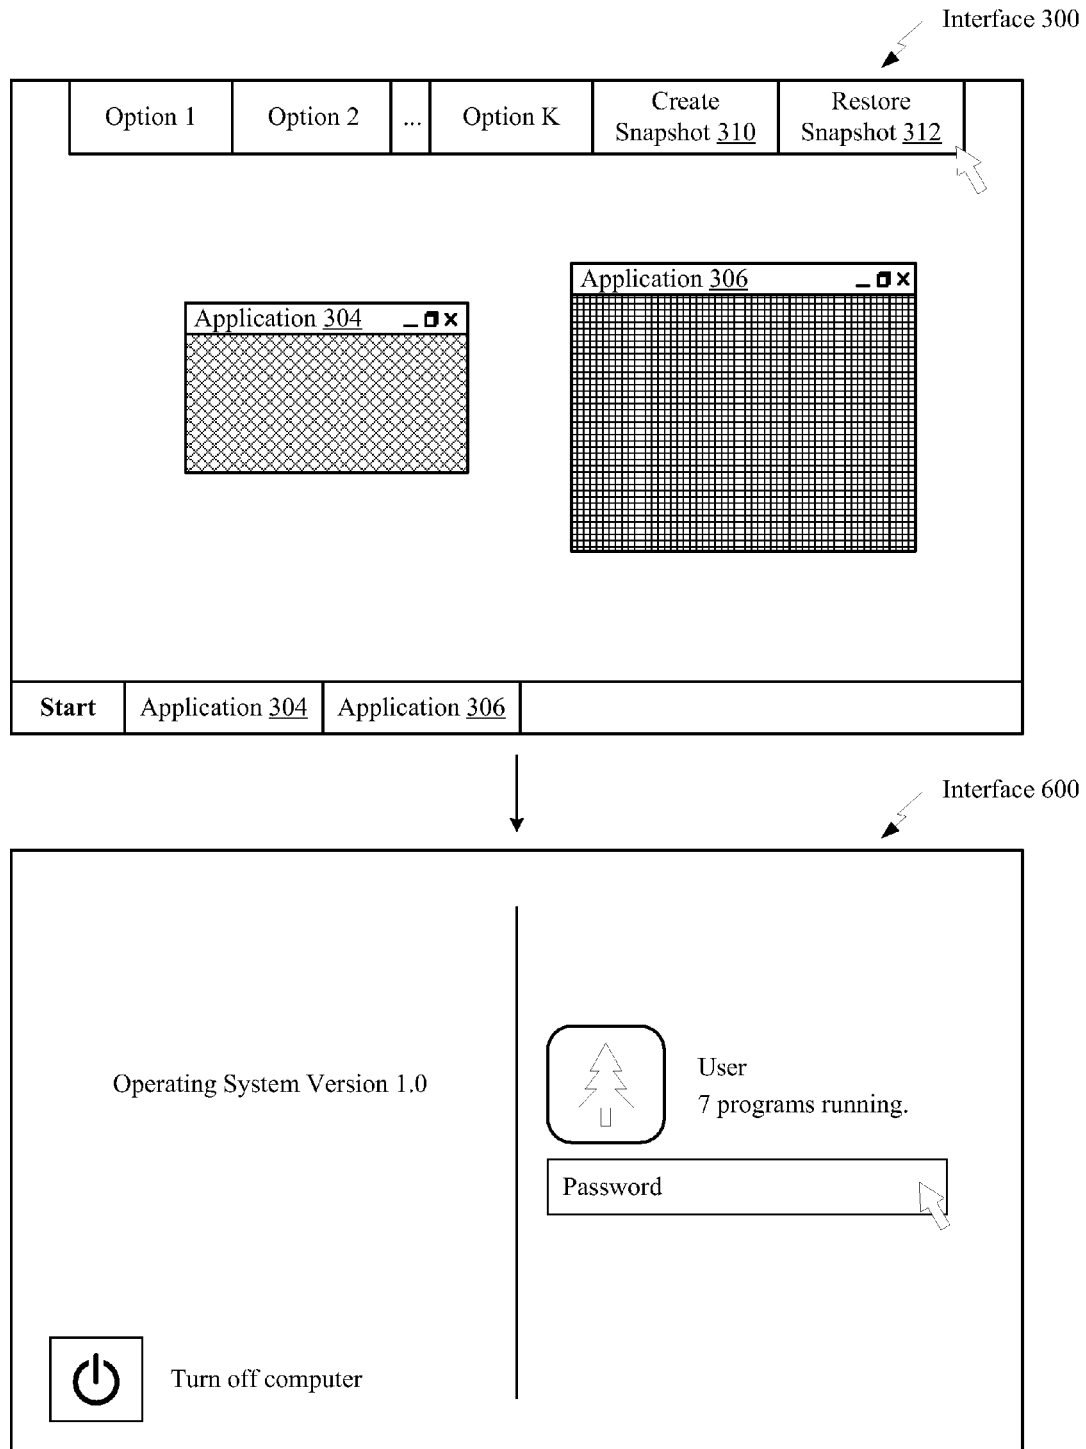 Interface 300
Option 1
Option 2
...
Option K
Create
Snapshot 310
Restore
Snapshot 312
Application 306
Application 304
Start
Application 304
Application 306
Interface 600
Operating System Version 1.0
User
7 programs running.
Password
Turn off computer